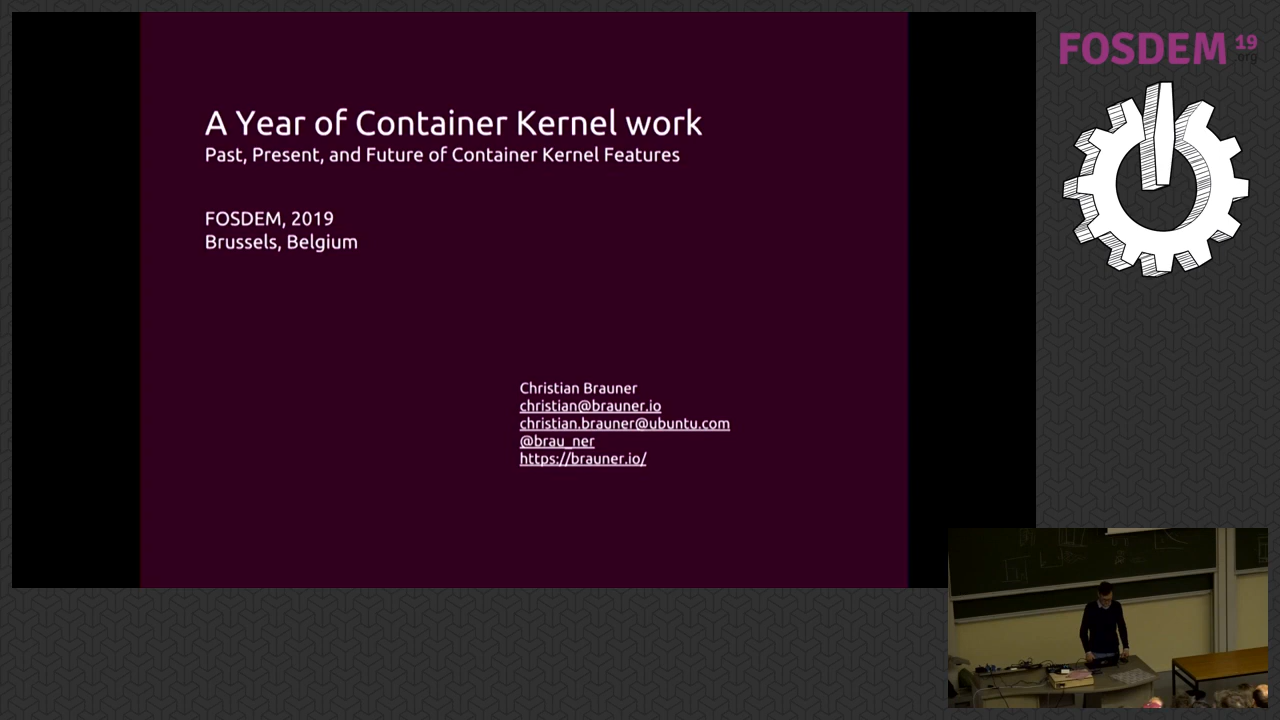 A Year of Container Kernel work
Past, Present, and Future of Container Kernel Features
FOSDEM, 2019
Brussels, Belgium
Christian Brauner
christian@brauner.io
christian.brauner@ubuntu.com
@brau_ner
https://brauner.io/
FOSDEM 19
.org